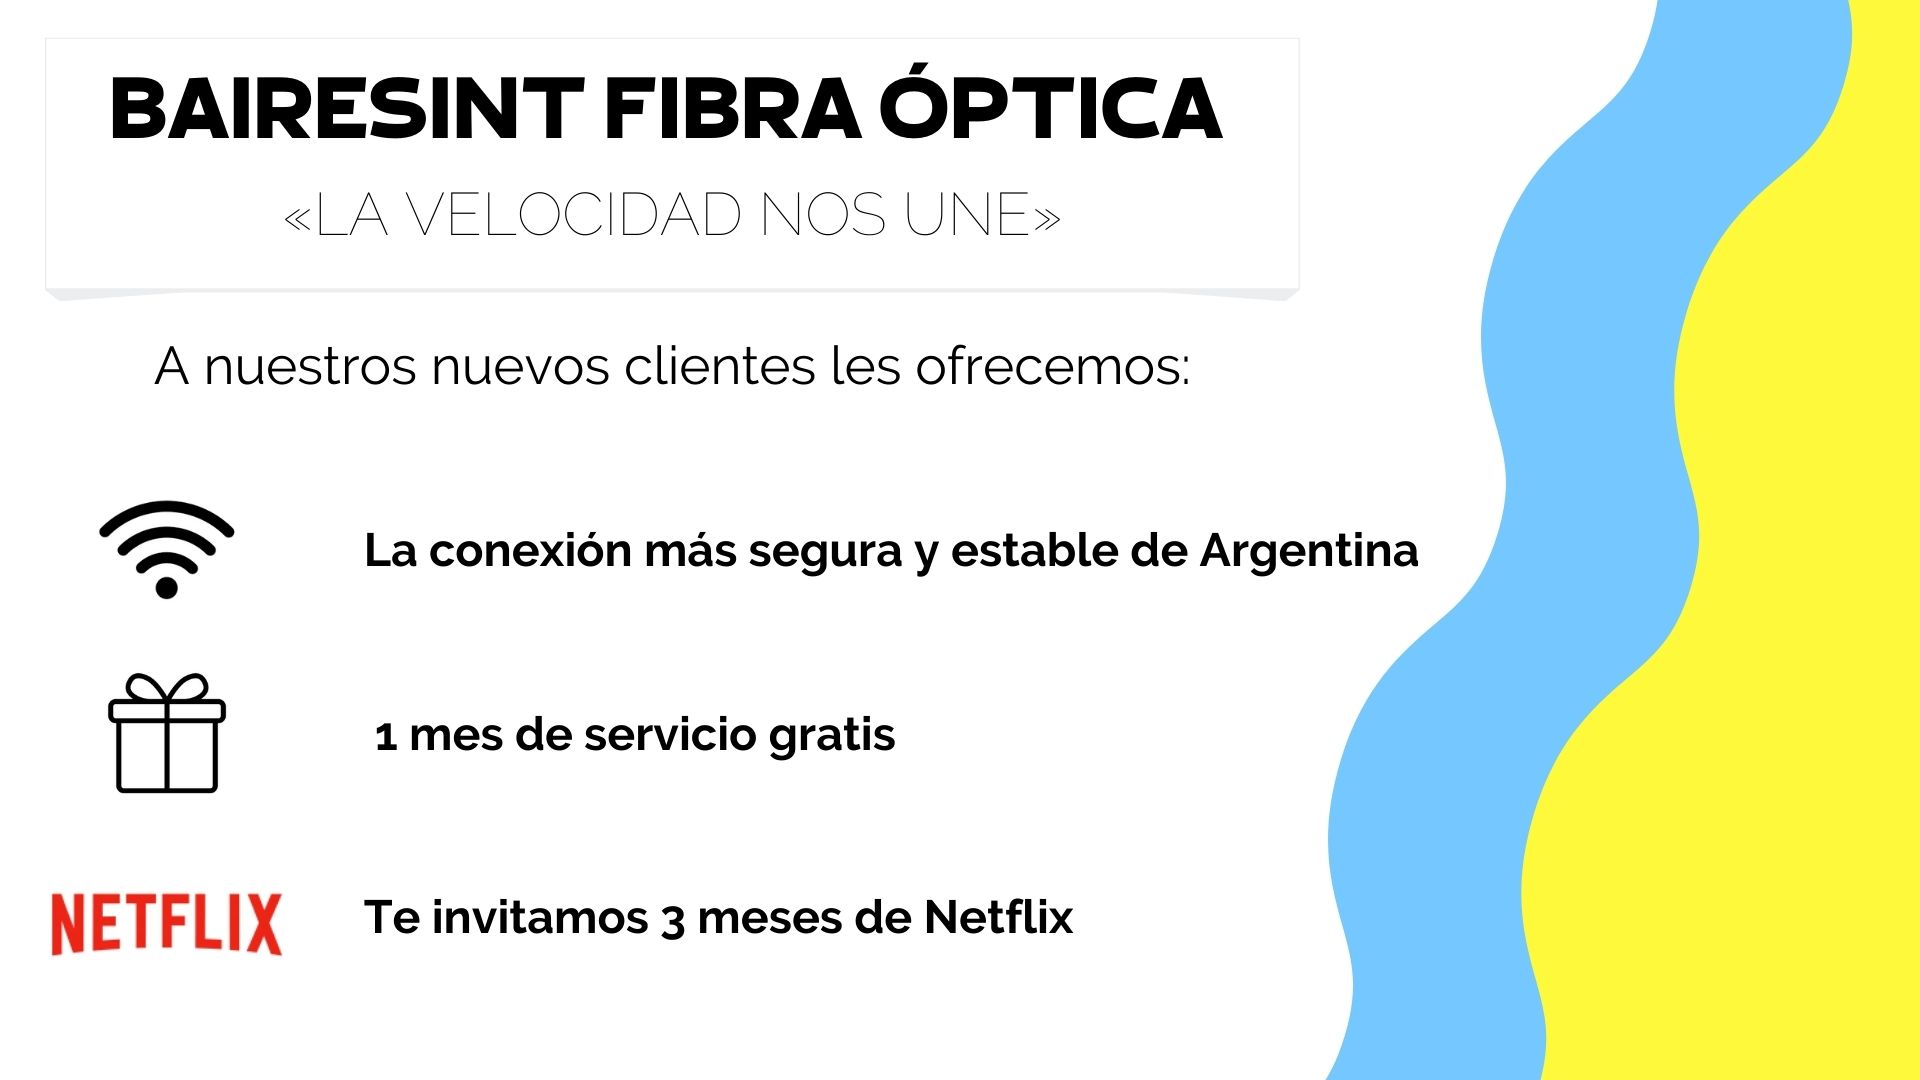 BAIRESINT FIBRA ÓPTICA
«LA VELOCIDAD NOS UNE»
A nuestros nuevos clientes les ofrecemos:
La conexión más segura y estable de Argentina
1 mes de servicio gratis
NETFLIX
Te invitamos 3 meses de Netflix